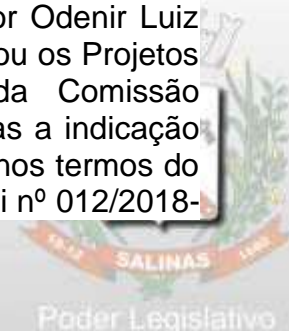 or Odenir Luiz
ou os Projetos
da Comissão
as a indicação
nos termos do
i nº 012/2018-
SALINAS
Poder Legislativo